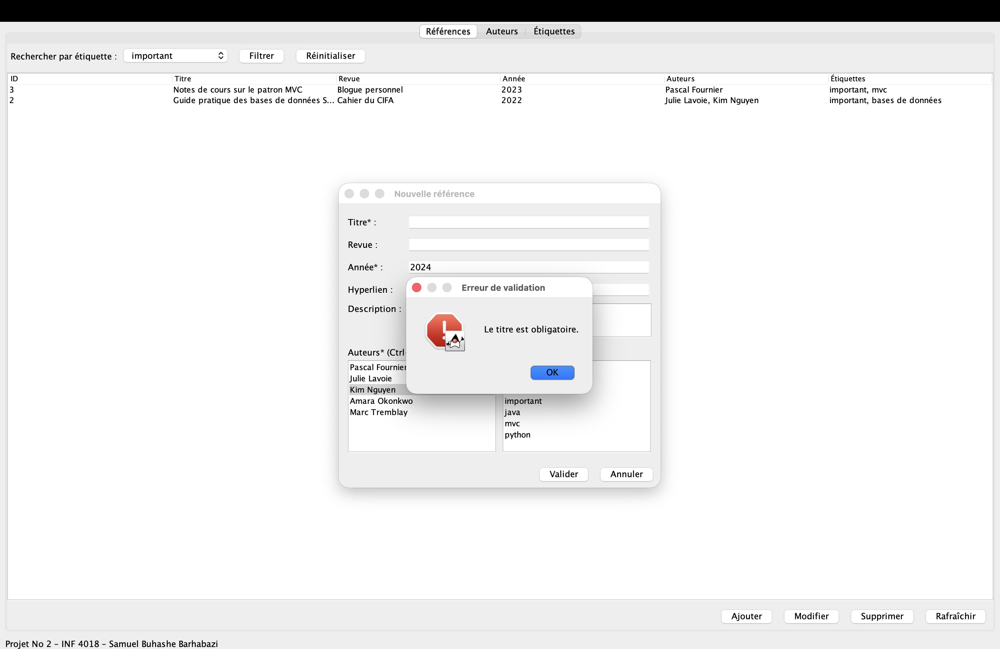 Références Auteurs Étiquettes
Rechercher par étiquette : important Filtrer Réinitialiser
ID Titre Revue Année Auteurs Étiquettes
3 Notes de cours sur le patron MVC Blogue personnel 2023 Pascal Fournier important, mvc
2 Guide pratique des bases de données S... Cahier du CIFA 2022 Julie Lavoie, Kim Nguyen important, bases de données
Nouvelle référence
Titre* :
Revue :
Année* : 2024
Hyperlien :
Description :
Erreur de validation
Le titre est obligatoire.
OK
Auteurs* (Ctrl
Pascal Fournier
Julie Lavoie
Kim Nguyen
Amara Okonkwo
Marc Tremblay
important
java
mvc
python
Valider Annuler
Ajouter Modifier Supprimer Rafraîchir
Projet No 2 – INF 4018 – Samuel Buhashe Barhabazi